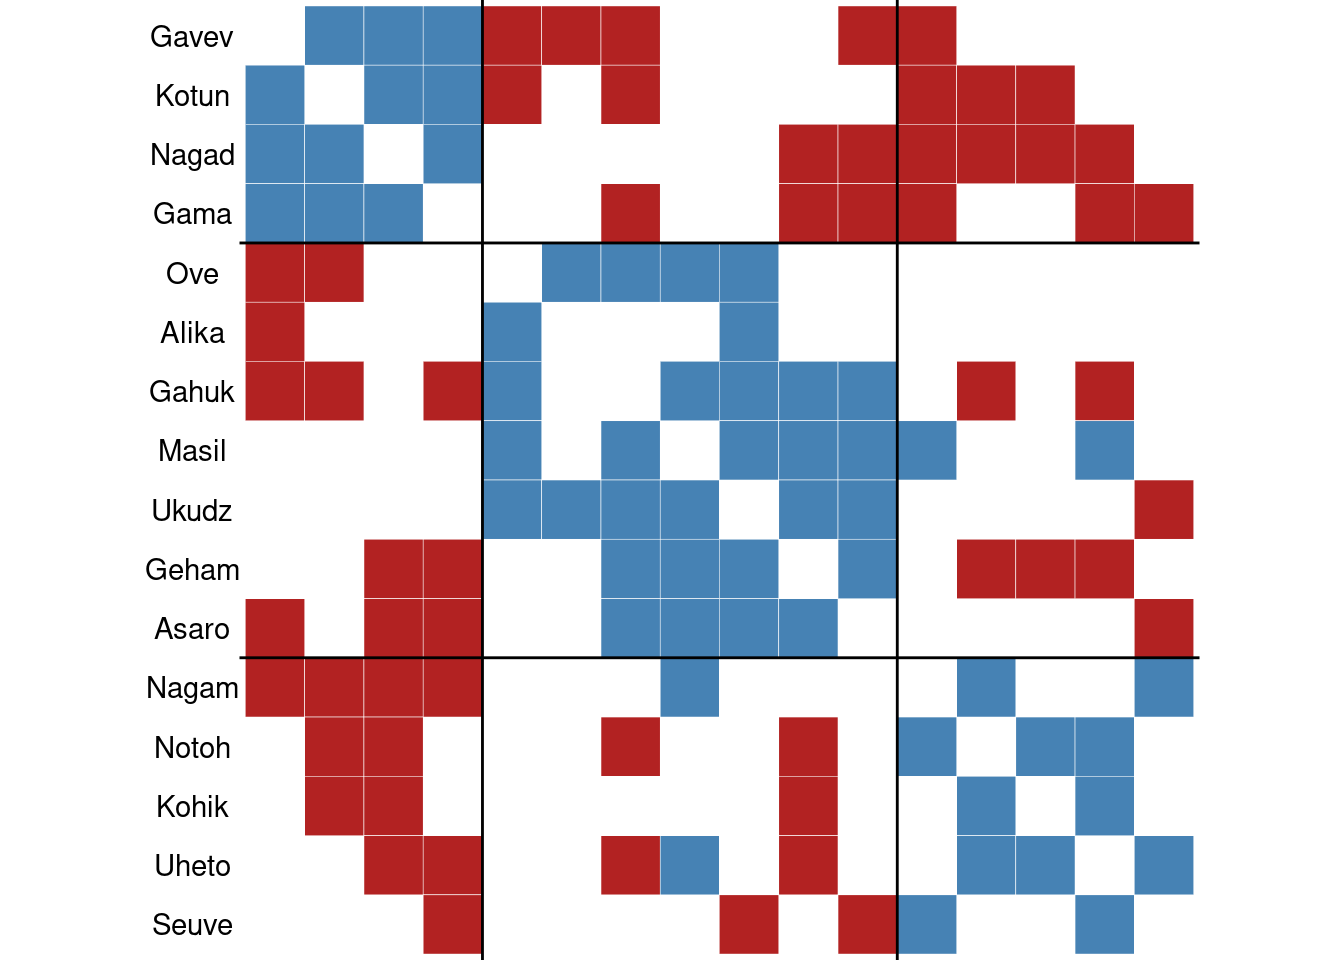 Gavev
Kotun
Nagad
Gama
Ove
Alika
Gahuk
Masil
Ukudz
Geham
Asaro
Nagam
Notoh
Kohik
Uheto
Seuve